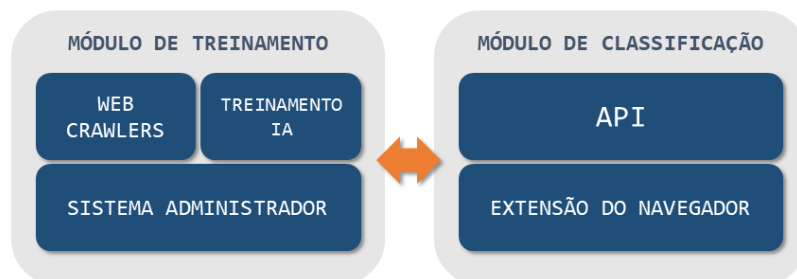 MÓDULO DE TREINAMENTO
WEB
CRAWLERS
TREINAMENTO
IA
SISTEMA ADMINISTRADOR
MÓDULO DE CLASSIFICAÇÃO
API
EXTENSÃO DO NAVEGADOR